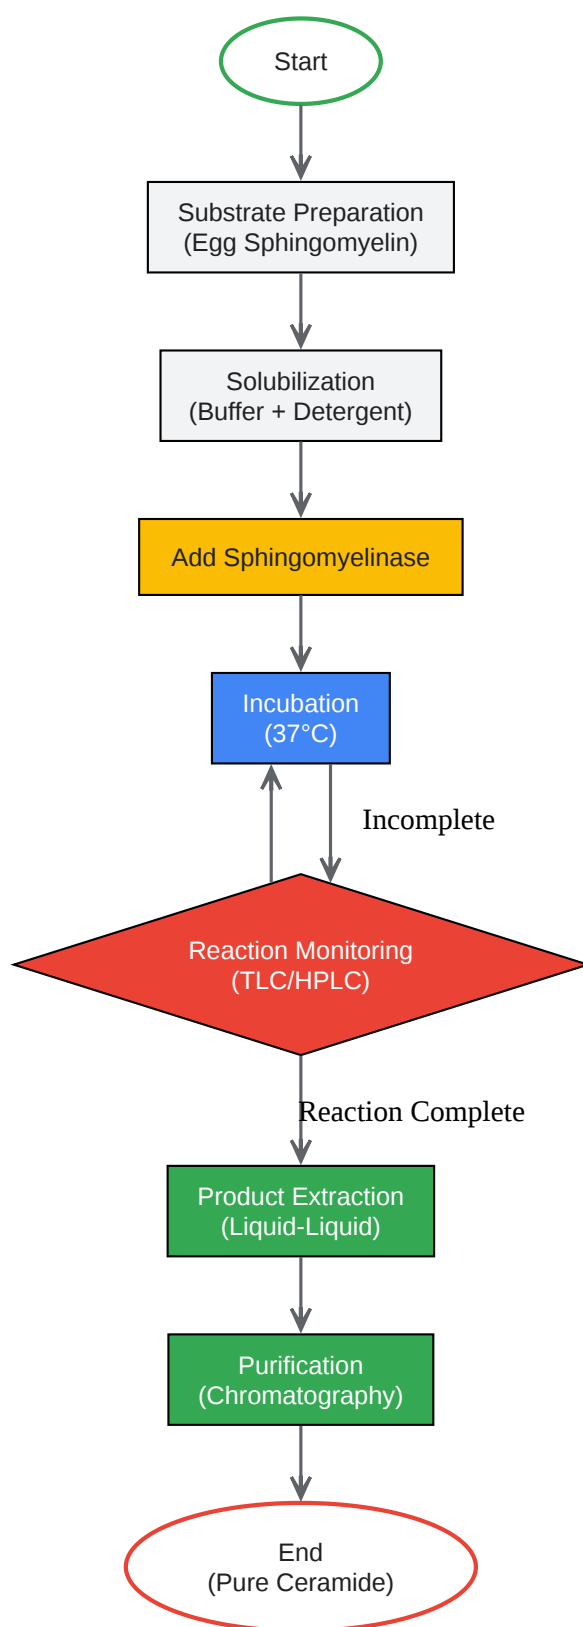 Start
Substrate Preparation
(Egg Sphingomyelin)
Solubilization
(Buffer + Detergent)
Add Sphingomyelinase
Incubation
(37°C)
Incomplete
Reaction Monitoring
(TLC/HPLC)
Reaction Complete
Product Extraction
(Liquid-Liquid)
Purification
(Chromatography)
End
(Pure Ceramide)